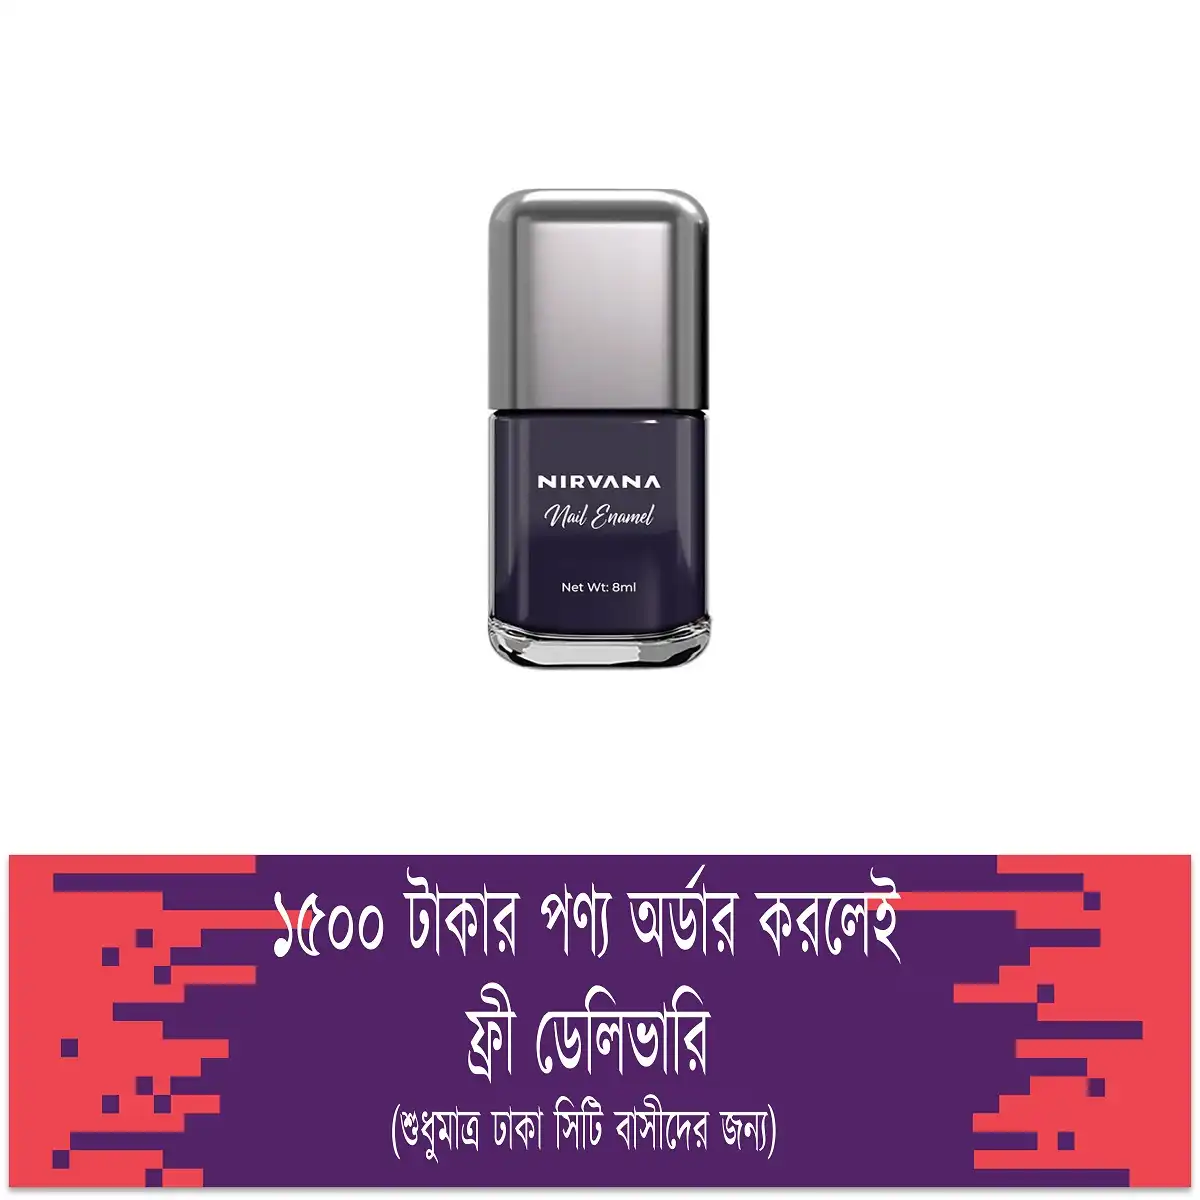 NIRVANA
Nail Enamel
Net Wt: 8ml
১৫০০ টাকার পণ্য অর্ডার করলেই
ফ্রী ডেলিভারি
(শুধুমাত্র ঢাকা সিটি বাসীদের জন্য)